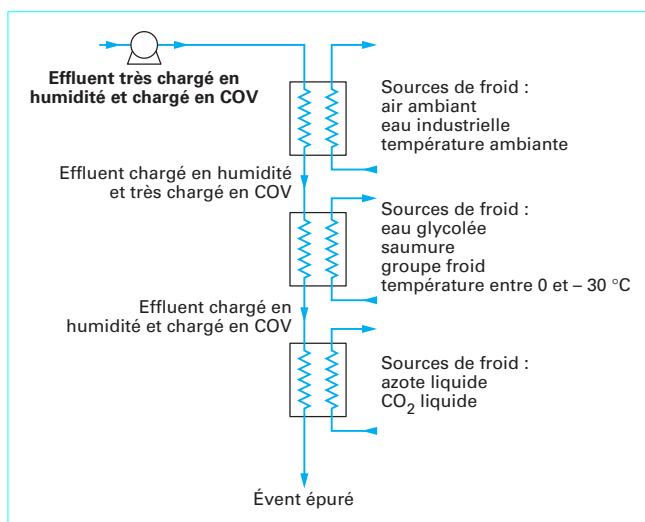 Effluent très chargé en
humidité et chargé en COV
Sources de froid :
air ambiant
eau industrielle
température ambiante
Effluent chargé en humidité
et très chargé en COV
Sources de froid :
eau glycolée
saumure
groupe froid
température entre 0 et – 30 °C
Effluent chargé en
humidité et chargé en COV
Sources de froid :
azote liquide
CO₂ liquide
Évent épuré